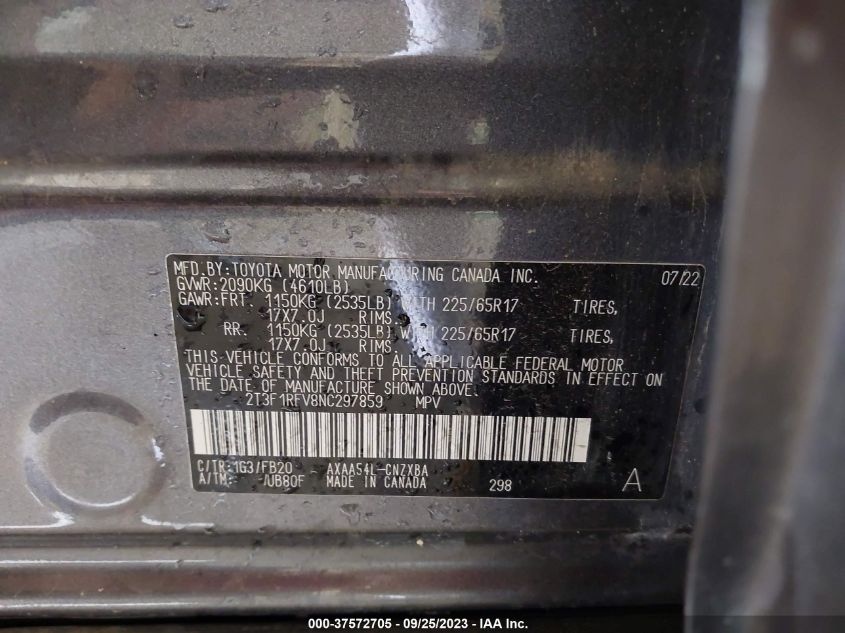 MFD.BY:TOYOTA MOTOR MANUFACTURING CANADA INC. 07/22
GVWR:2090KG (4610LB)
GAWR:FRT 1150KG (2535LB) WITH 225/65R17 TIRES,
17X7.0J RIMS
RR. 1150KG (2535LB) WITH 225/65R17 TIRES,
17X7.0J RIMS
THIS VEHICLE CONFORMS TO ALL APPLICABLE FEDERAL MOTOR
VEHICLE SAFETY AND THEFT PREVENTION STANDARDS IN EFFECT ON
THE DATE OF MANUFACTURE SHOWN ABOVE.
2T3F1RFV8NC297859 MPV
C/TR:1G3/FB20 AXAA54L-CNZXBA
A/TM: /UB80F MADE IN CANADA 298 A
000-37572705 - 09/25/2023 - IAA Inc.